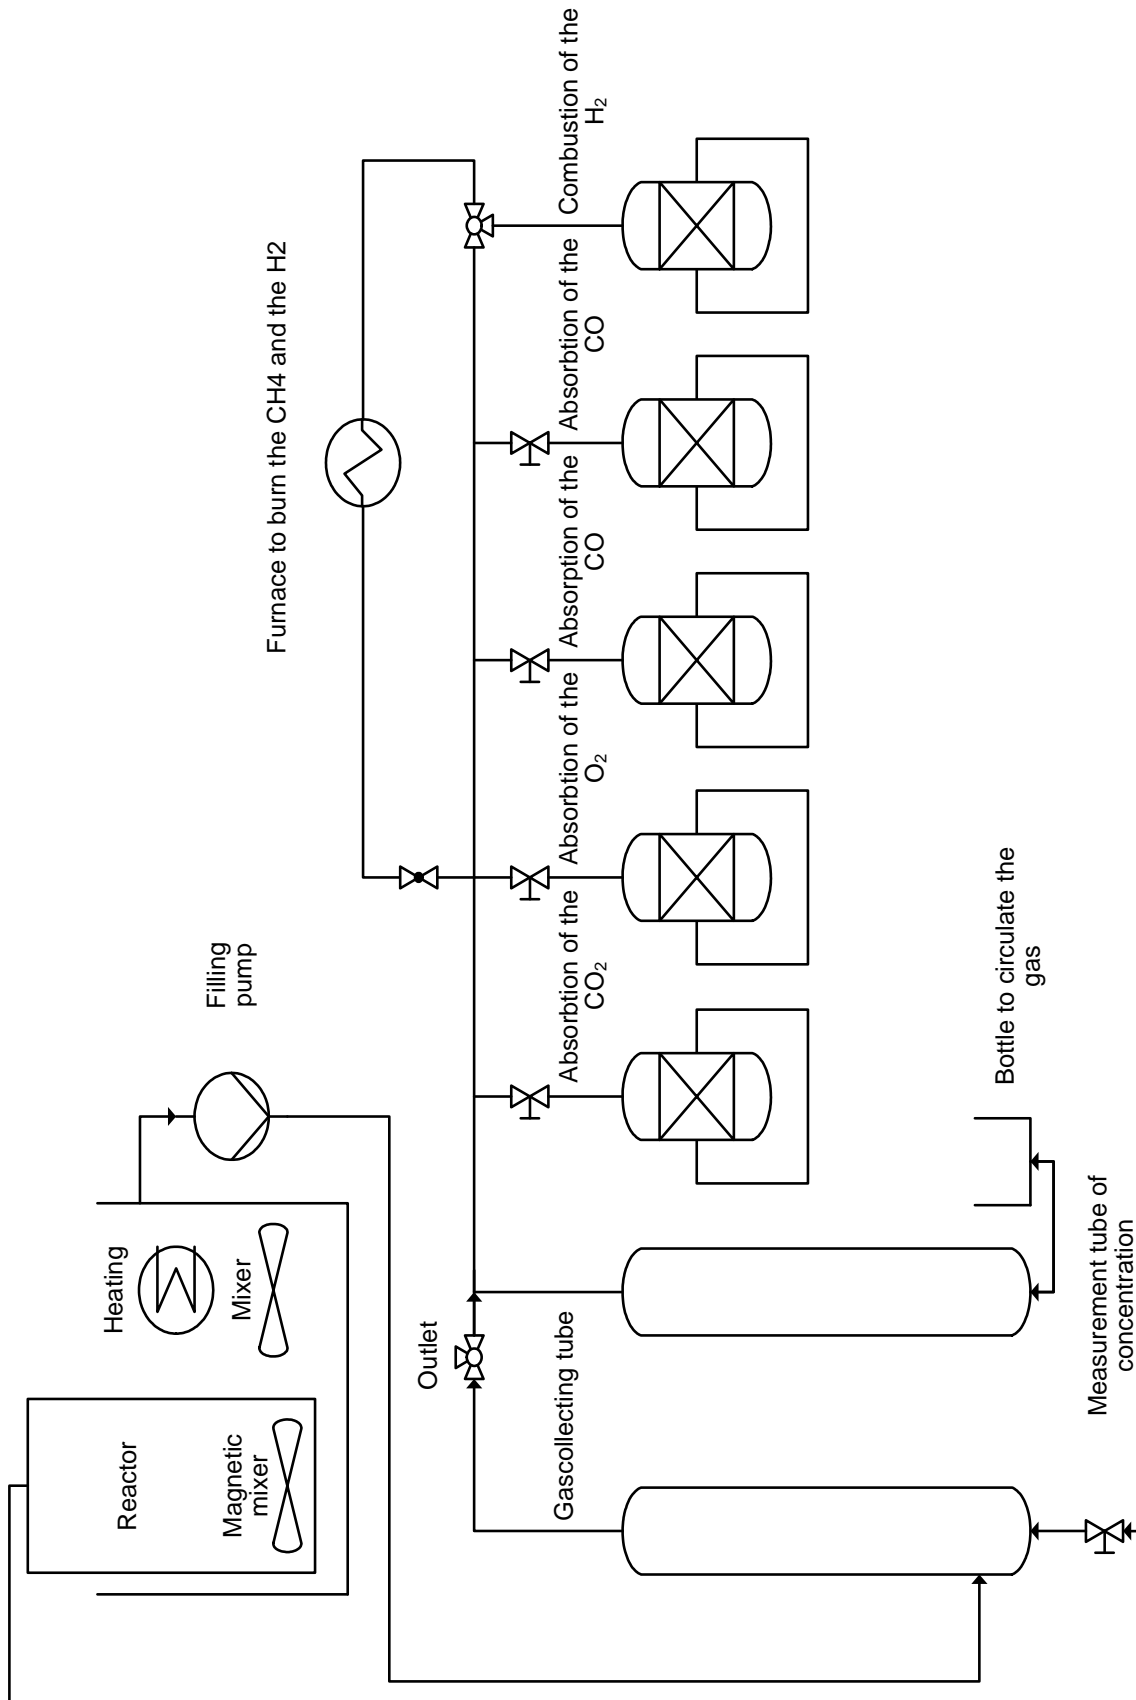 Reactor
Magnetic
mixer
Heating
Mixer
Filling
pump
Furnace to burn the CH4 and the H2
Outlet
Gascollecting tube
Absorbtion of the
CO₂
Absorbtion of the
O₂
Absorption of the
CO
Absorbtion of the
CO
Combustion of the
H₂
Measurement tube of
concentration
Bottle to circulate the
gas